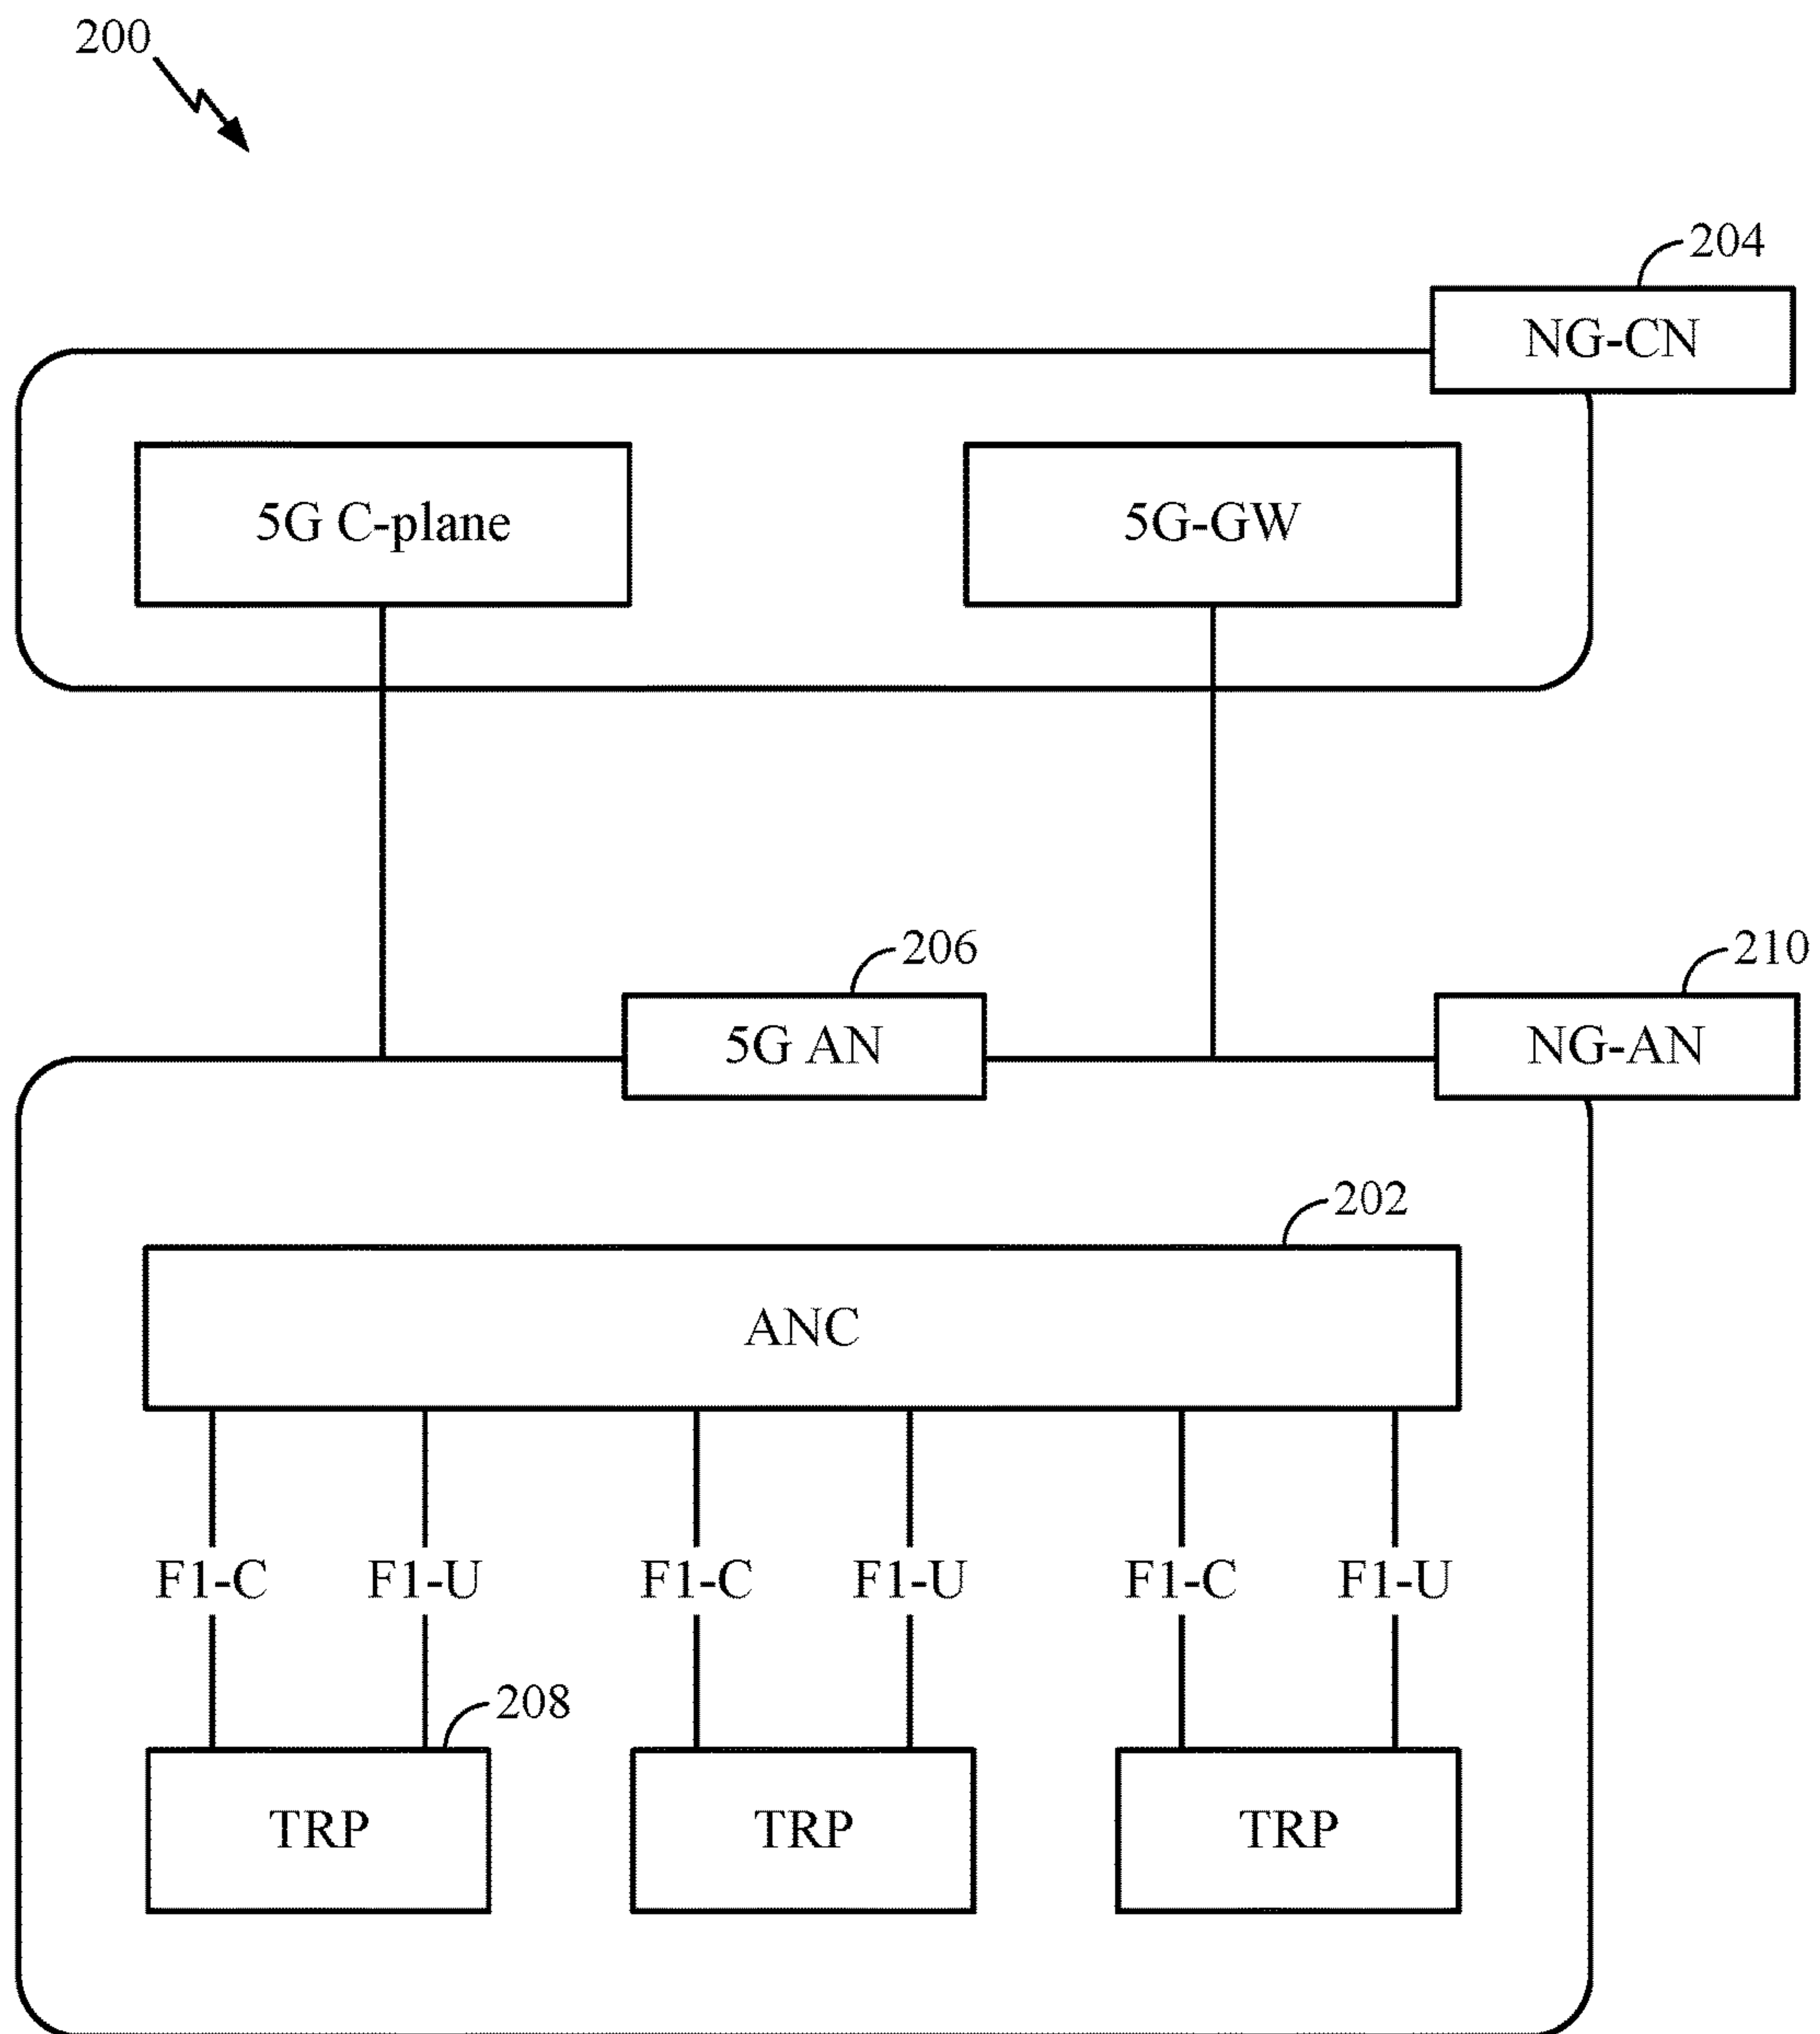 200
204
NG-CN
5G C-plane
5G-GW
206
210
5G AN
NG-AN
202
ANC
F1-C
F1-U
F1-C
F1-U
F1-C
F1-U
208
TRP
TRP
TRP